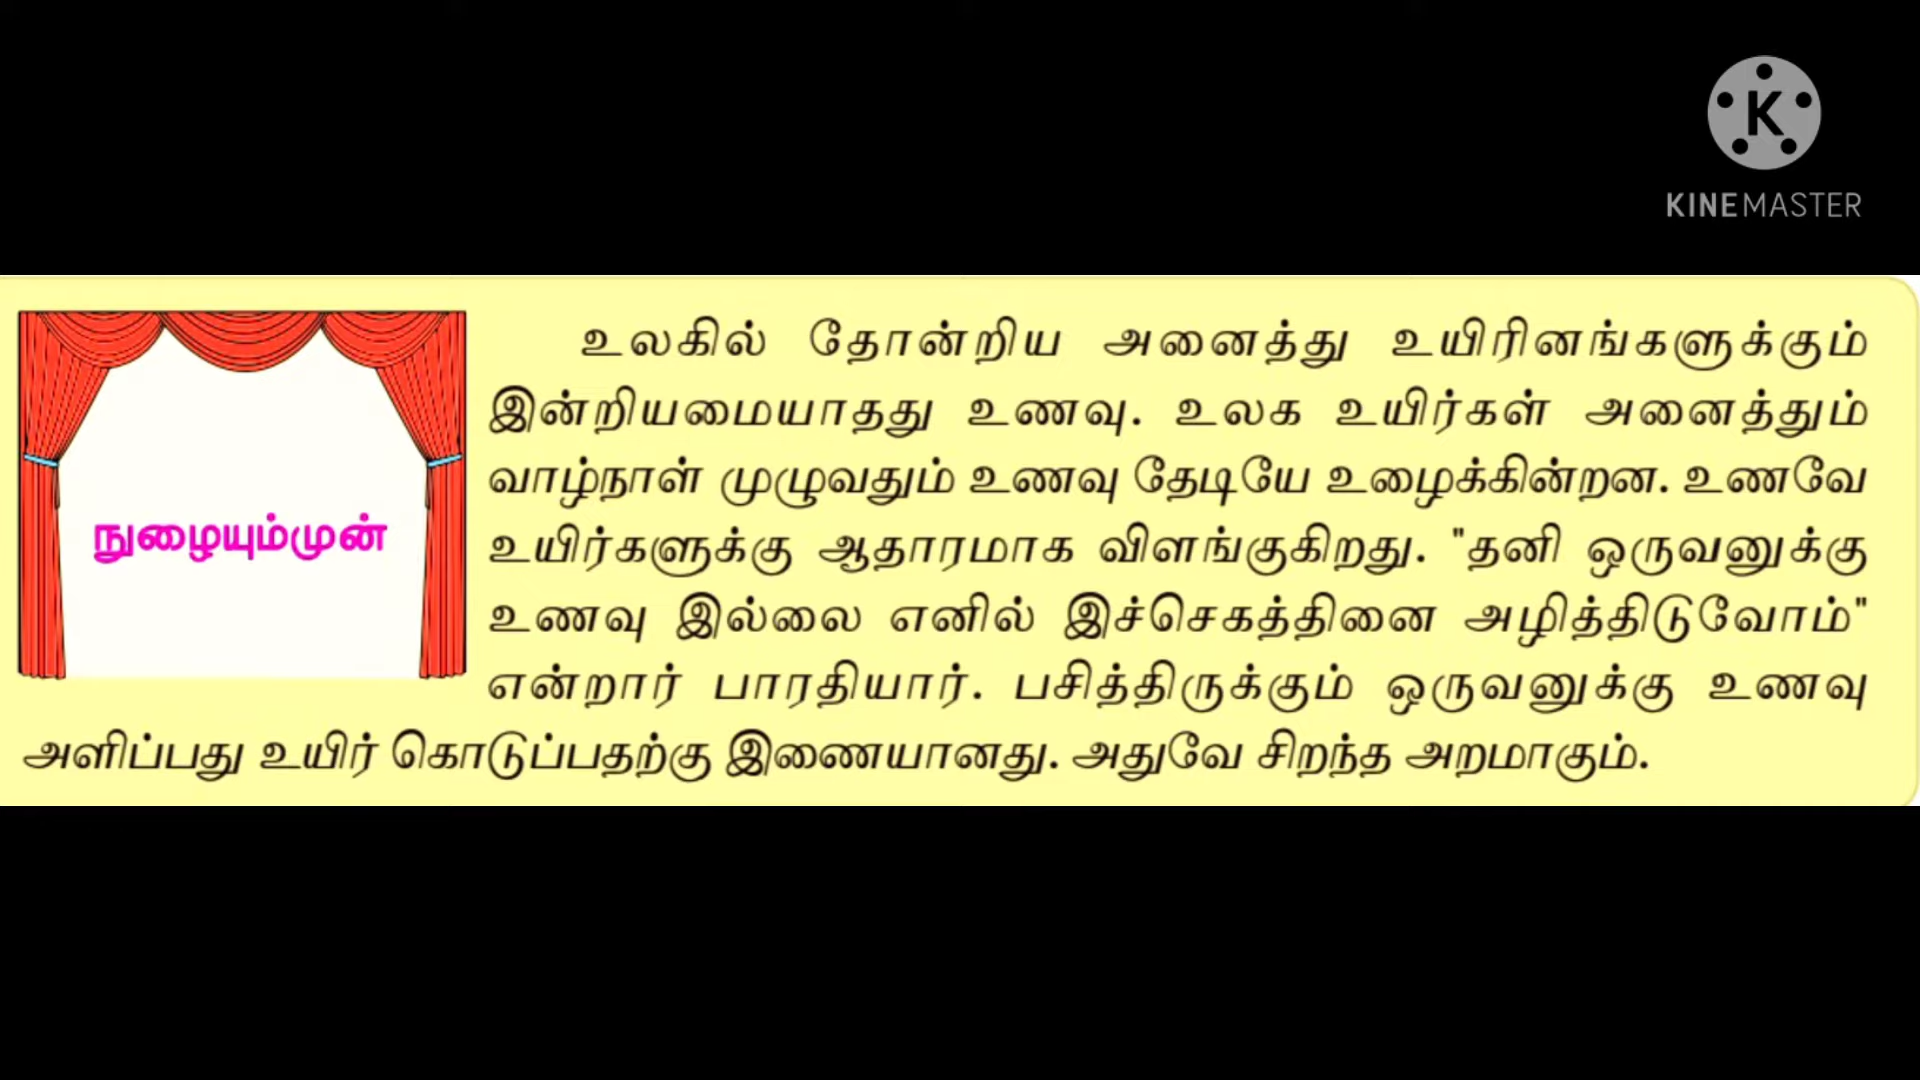 K
KINEMASTER
நுழையும்முன்
உலகில் தோன்றிய அனைத்து உயிரினங்களுக்கும்
இன்றியமையாதது உணவு. உலக உயிர்கள் அனைத்தும்
வாழ்நாள் முழுவதும் உணவு தேடியே உழைக்கின்றன. உணவே
உயிர்களுக்கு ஆதாரமாக விளங்குகிறது. "தனி ஒருவனுக்கு
உணவு இல்லை எனில் இச்செகத்தினை அழித்திடுவோம்"
என்றார் பாரதியார். பசித்திருக்கும் ஒருவனுக்கு உணவு
அளிப்பது உயிர் கொடுப்பதற்கு இணையானது. அதுவே சிறந்த அறமாகும்.